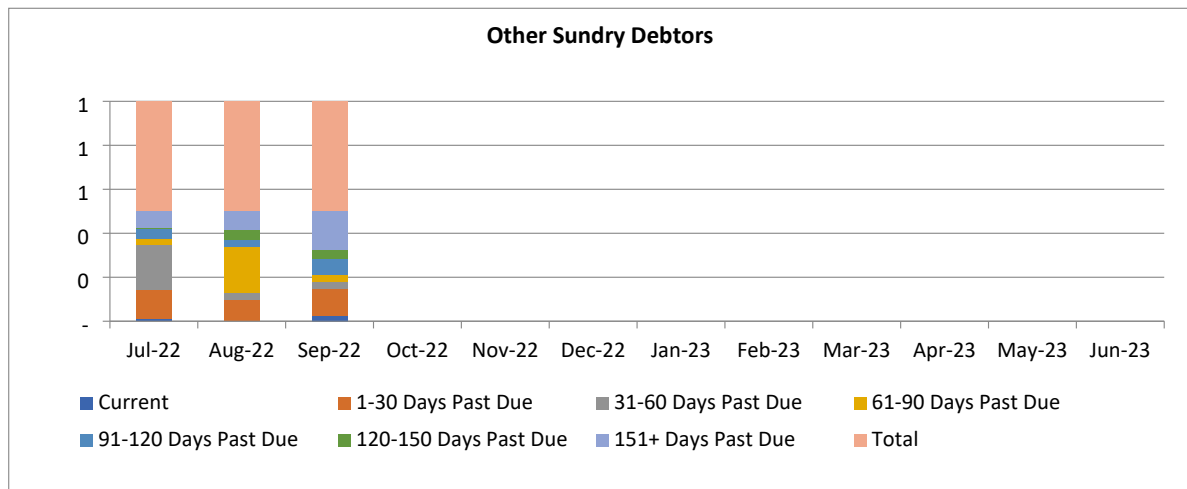 Other Sundry Debtors
1
1
1
0
0
-
Jul-22 Aug-22 Sep-22 Oct-22 Nov-22 Dec-22 Jan-23 Feb-23 Mar-23 Apr-23 May-23 Jun-23
Current 1-30 Days Past Due 31-60 Days Past Due 61-90 Days Past Due
91-120 Days Past Due 120-150 Days Past Due 151+ Days Past Due Total